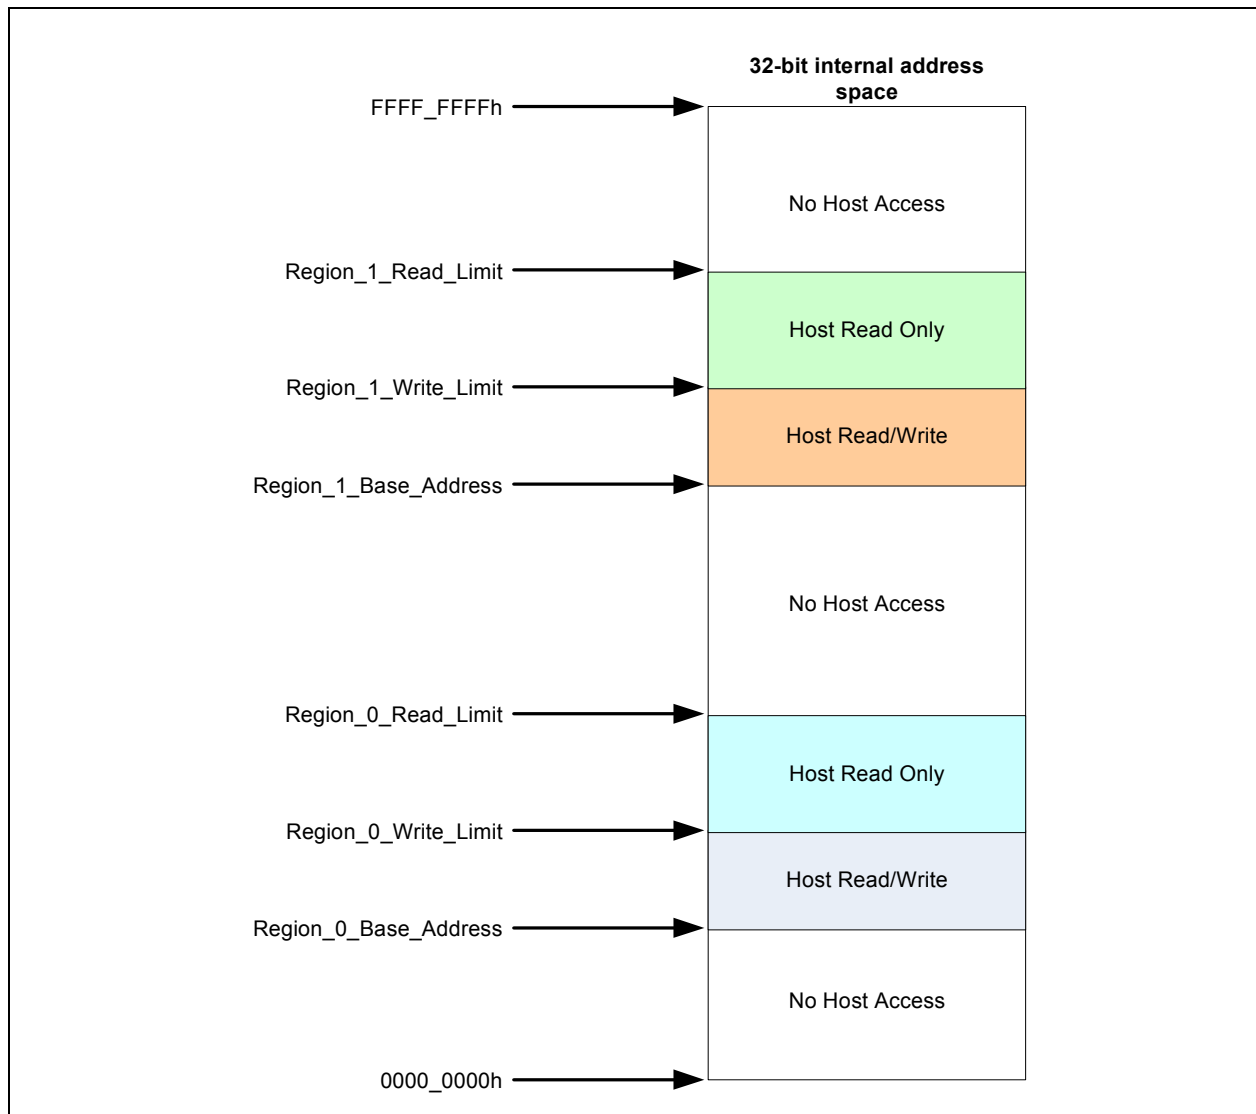 32-bit internal address
space
FFFF_FFFFh
No Host Access
Region_1_Read_Limit
Host Read Only
Region_1_Write_Limit
Host Read/Write
Region_1_Base_Address
No Host Access
Region_0_Read_Limit
Host Read Only
Region_0_Write_Limit
Host Read/Write
Region_0_Base_Address
No Host Access
0000_0000h